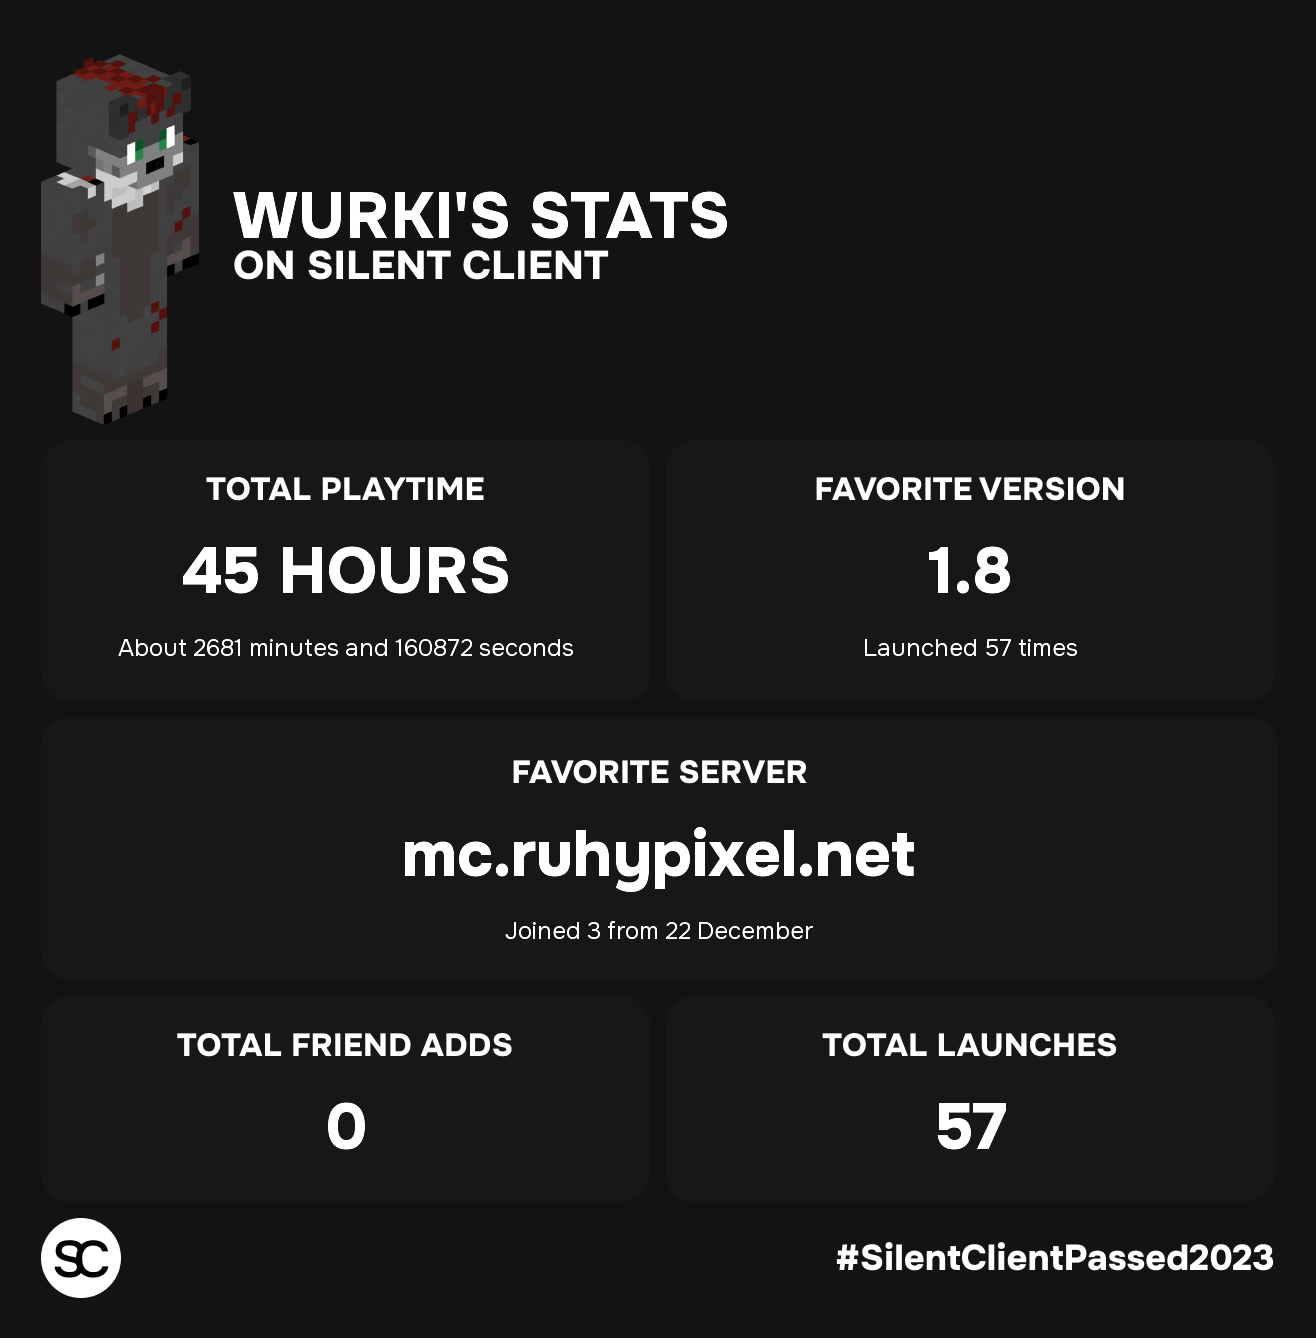 WURKI'S STATS
ON SILENT CLIENT
TOTAL PLAYTIME
45 HOURS
About 2681 minutes and 160872 seconds
FAVORITE VERSION
1.8
Launched 57 times
FAVORITE SERVER
mc.ruhypixel.net
Joined 3 from 22 December
TOTAL FRIEND ADDS
0
TOTAL LAUNCHES
57
SC
#SilentClientPassed2023